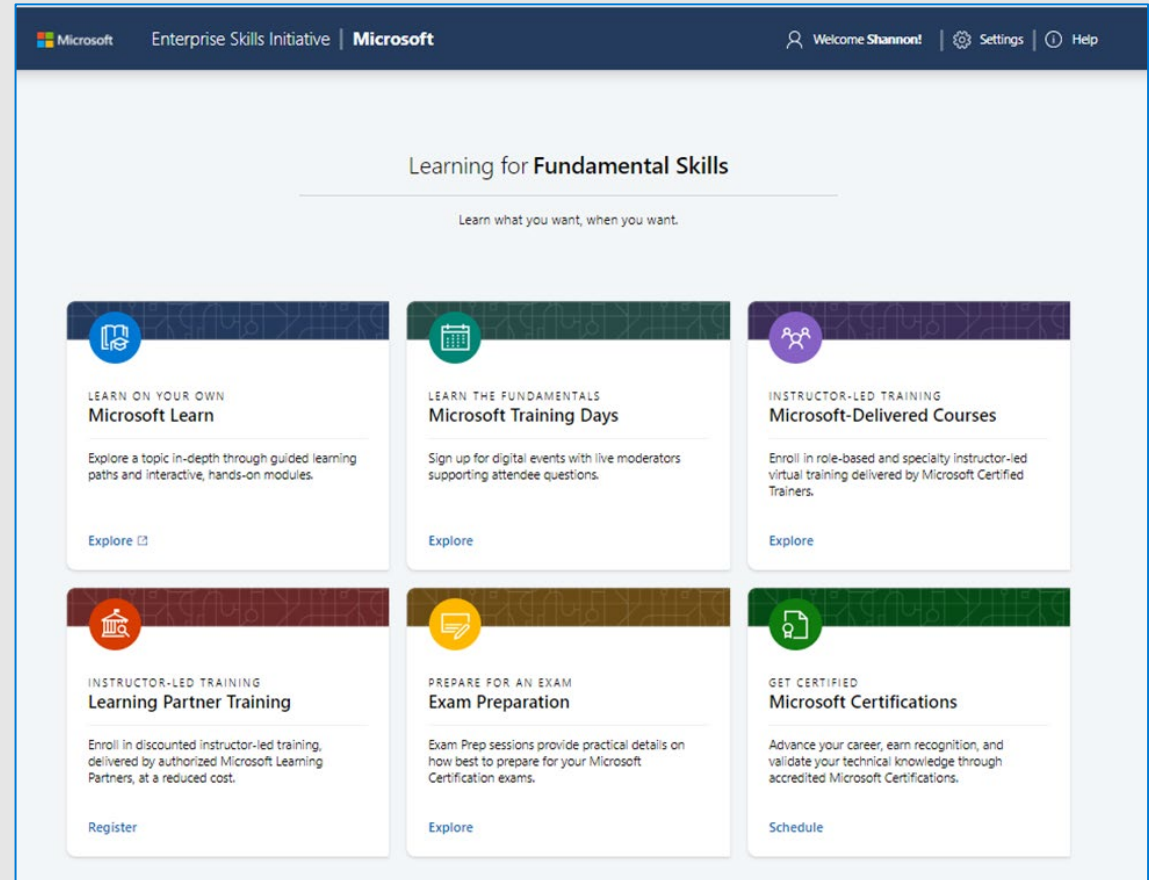 Microsoft
Enterprise Skills Initiative | Microsoft
Welcome Shannon!
Settings
Help
Learning for Fundamental Skills
Learn what you want, when you want.
LEARN ON YOUR OWN
Microsoft Learn
Explore a topic in-depth through guided learning
paths and interactive, hands-on modules.
Explore
LEARN THE FUNDAMENTALS
Microsoft Training Days
Sign up for digital events with live moderators
supporting attendee questions.
Explore
INSTRUCTOR-LED TRAINING
Microsoft-Delivered Courses
Enroll in role-based and specialty instructor-led
virtual training delivered by Microsoft Certified
Trainers.
Explore
INSTRUCTOR-LED TRAINING
Learning Partner Training
Enroll in discounted instructor-led training,
delivered by authorized Microsoft Learning
Partners, at a reduced cost.
Register
PREPARE FOR AN EXAM
Exam Preparation
Exam Prep sessions provide practical details on
how best to prepare for your Microsoft
Certification exams.
Explore
GET CERTIFIED
Microsoft Certifications
Advance your career, earn recognition, and
validate your technical knowledge through
accredited Microsoft Certifications.
Schedule